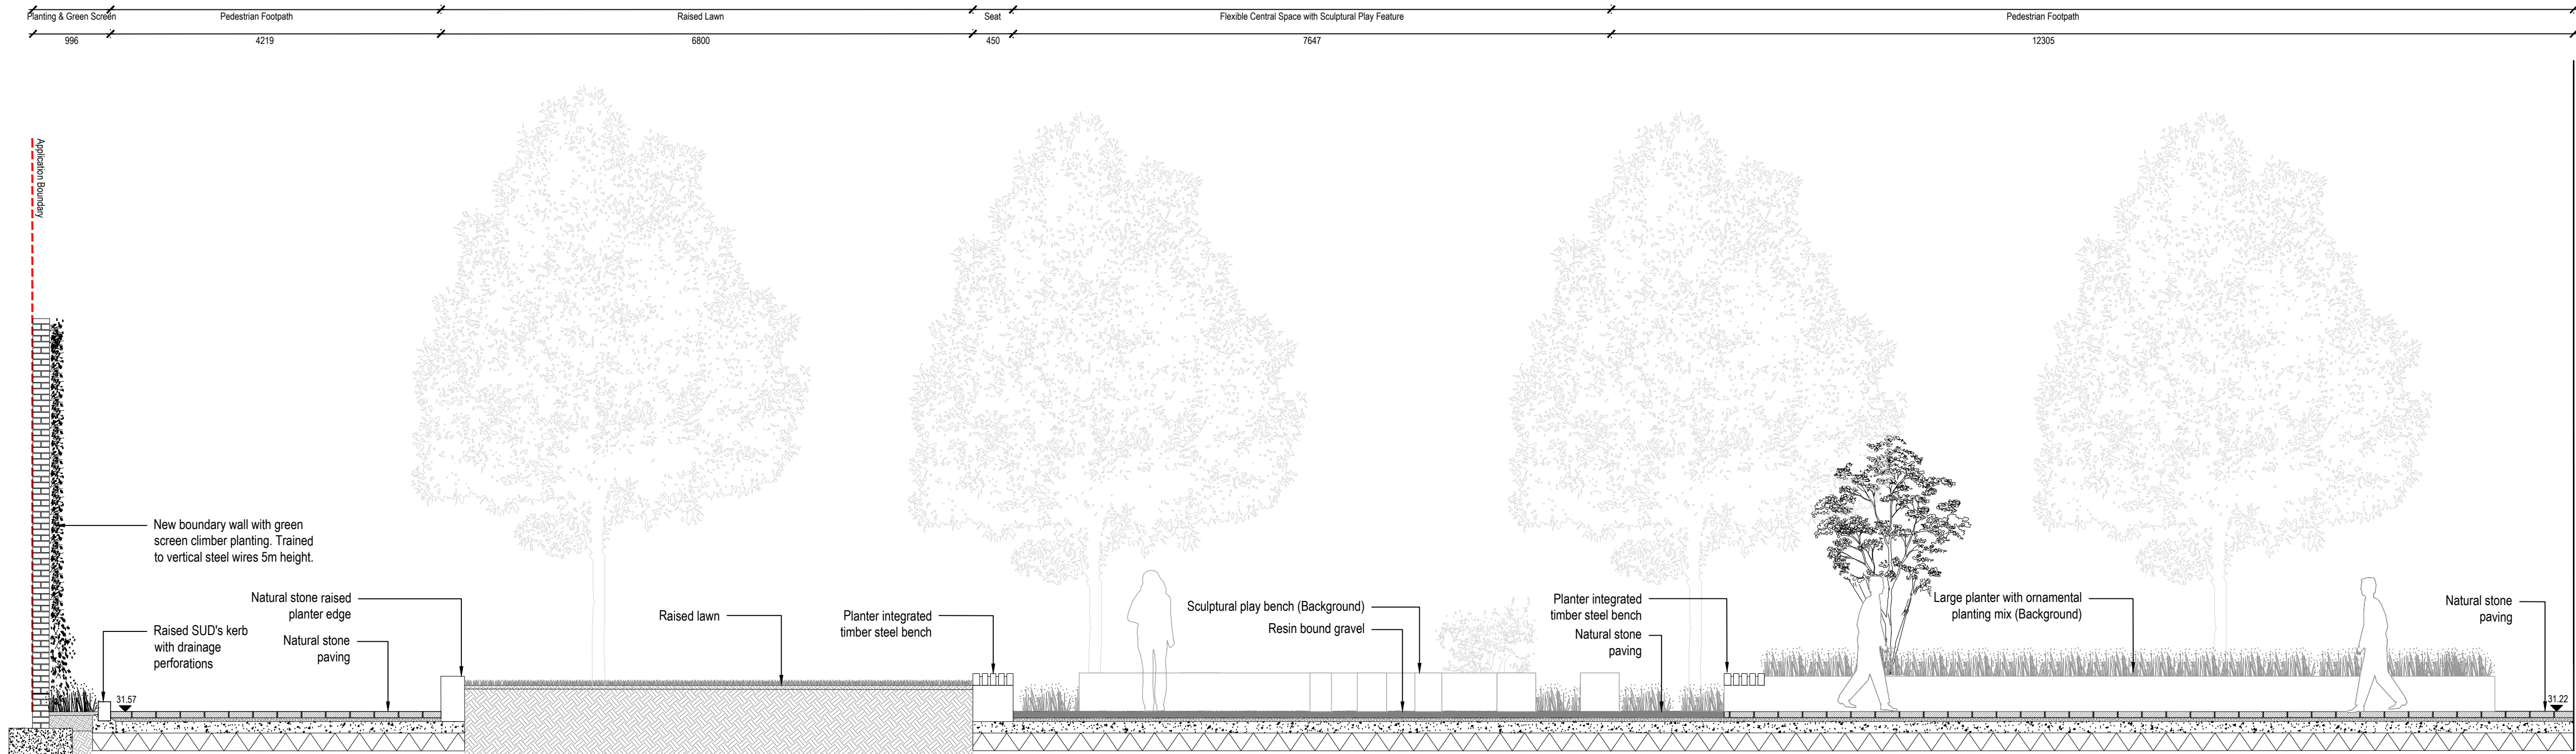 Planting & Green Screen
Pedestrian Footpath
Raised Lawn
Seat
Flexible Central Space with Sculptural Play Feature
Pedestrian Footpath
996
4219
6800
450
7647
12305
Application Boundary
New boundary wall with green
screen climber planting. Trained
to vertical steel wires 5m height.
Natural stone raised
planter edge
Raised SUD's kerb
with drainage
perforations
Natural stone
paving
31.57
Raised lawn
Planter integrated
timber steel bench
Sculptural play bench (Background)
Resin bound gravel
Planter integrated
timber steel bench
Natural stone
paving
Large planter with ornamental
planting mix (Background)
Natural stone
paving
31.22